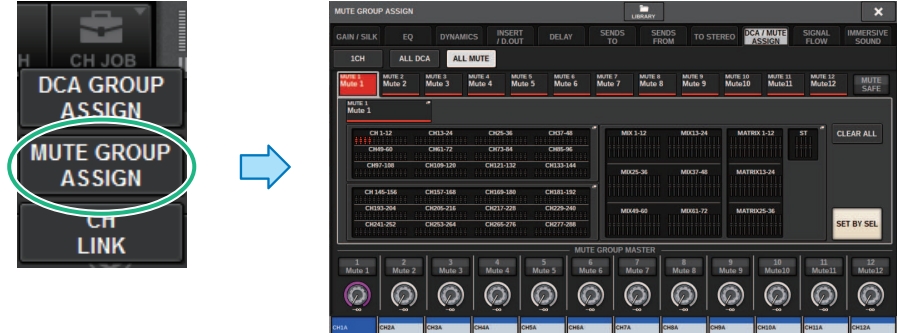 H
CH JOB
DCA GROUP
ASSIGN
MUTE GROUP
ASSIGN
CH
LINK
MUTE GROUP ASSIGN
LIBRARY
GAIN / SILK
EQ
DYNAMICS
INSERT
/ D.OUT
DELAY
SENDS
TO
SENDS
FROM
TO STEREO
DCA / MUTE
ASSIGN
SIGNAL
FLOW
IMMERSIVE
SOUND
1CH
ALL DCA
ALL MUTE
MUTE 1 MUTE 2 MUTE 3 MUTE 4 MUTE 5 MUTE 6 MUTE 7 MUTE 8 MUTE 9 MUTE 10 MUTE 11 MUTE 12
Mute 1 Mute 2 Mute 3 Mute 4 Mute 5 Mute 6 Mute 7 Mute 8 Mute 9 Mute10 Mute11 Mute12
MUTE
SAFE
MUTE 1
Mute 1
CH 1-12 CH13-24 CH25-36 CH37-48
CH49-60 CH61-72 CH73-84 CH85-96
CH97-108 CH109-120 CH121-132 CH133-144
CH 145-156 CH157-168 CH169-180 CH181-192
CH193-204 CH205-216 CH217-228 CH229-240
CH241-252 CH253-264 CH265-276 CH277-288
MIX 1-12 MIX13-24 MATRIX 1-12 ST
MIX25-36 MIX37-48 MATRIX13-24
MIX49-60 MIX61-72 MATRIX25-36
CLEAR ALL
SET BY SEL
MUTE GROUP MASTER
1 2 3 4 5 6 7 8 9 10 11 12
Mute 1 Mute 2 Mute 3 Mute 4 Mute 5 Mute 6 Mute 7 Mute 8 Mute 9 Mute10 Mute11 Mute12
-∞ -∞ -∞ -∞ -∞ -∞ -∞ -∞ -∞ -∞ -∞ -∞
CH1A CH2A CH3A CH4A CH5A CH6A CH7A CH8A CH9A CH10A CH11A CH12A